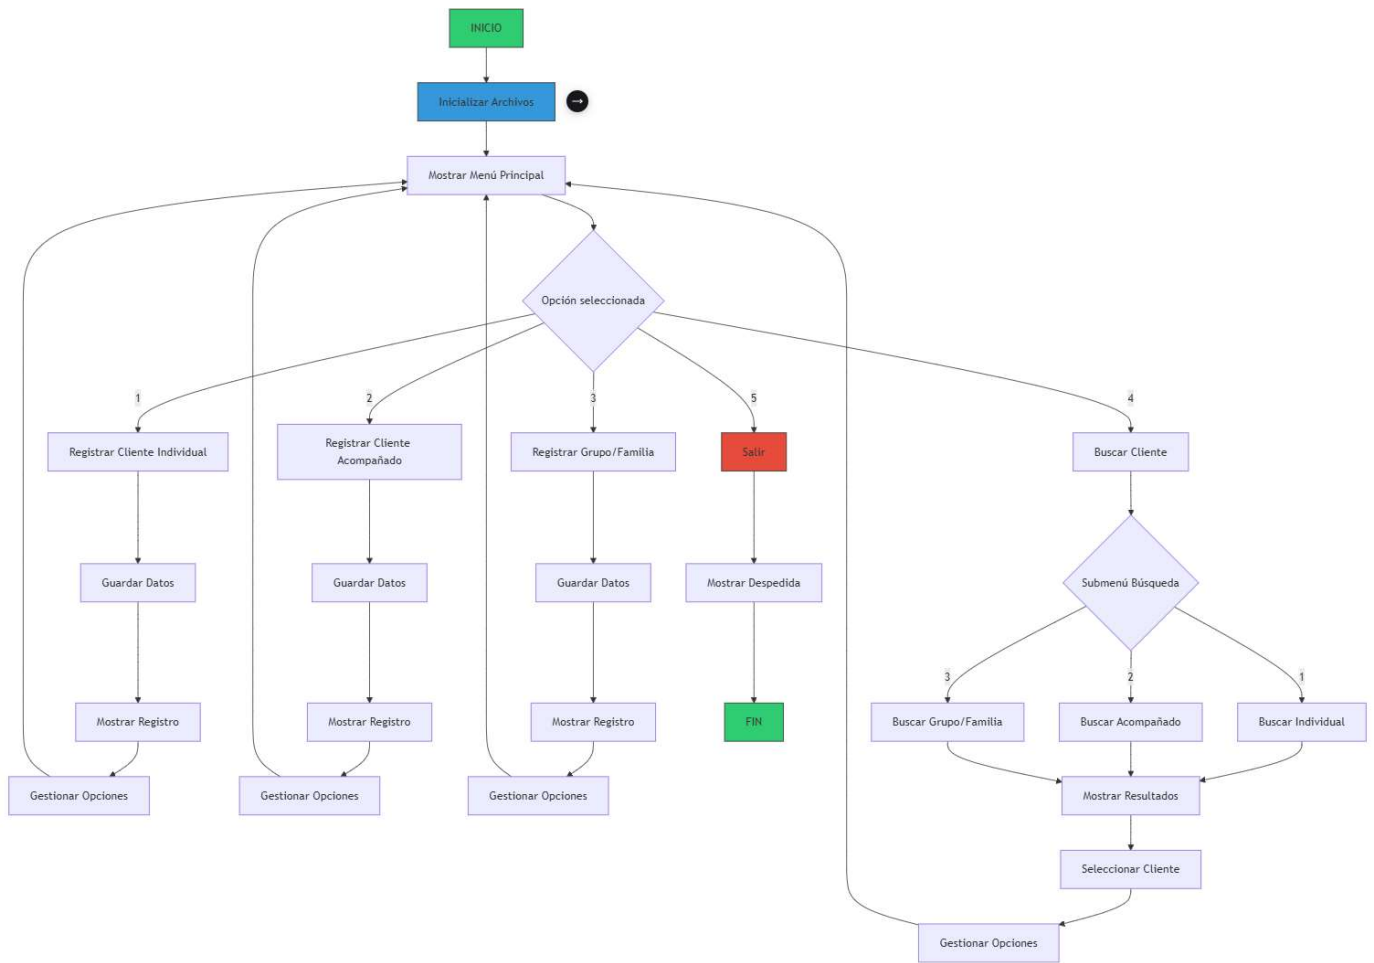 INICIO
Inicializar Archivos
→
Mostrar Menú Principal
Opción seleccionada
1
2
3
5
4
Registrar Cliente Individual
Registrar Cliente
Acompañado
Registrar Grupo/Familia
Salir
Buscar Cliente
Guardar Datos
Guardar Datos
Guardar Datos
Mostrar Despedida
Submenú Búsqueda
3
2
1
Mostrar Registro
Mostrar Registro
Mostrar Registro
FIN
Buscar Grupo/Familia
Buscar Acompañado
Buscar Individual
Gestionar Opciones
Gestionar Opciones
Gestionar Opciones
Mostrar Resultados
Seleccionar Cliente
Gestionar Opciones